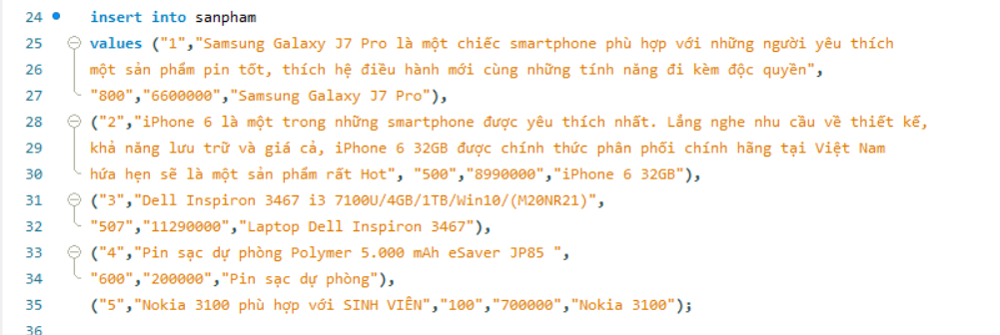 24 insert into sanpham
25 values ("1","Samsung Galaxy J7 Pro là một chiếc smartphone phù hợp với những người yêu thích
26 một sản phẩm pin tốt, thích hệ điều hành mới cùng những tính năng đi kèm độc quyền",
27 "800","6600000","Samsung Galaxy J7 Pro"),
28 ("2","iPhone 6 là một trong những smartphone được yêu thích nhất. Lắng nghe nhu cầu về thiết kế,
29 khả năng lưu trữ và giá cả, iPhone 6 32GB được chính thức phân phối chính hãng tại Việt Nam
30 hứa hẹn sẽ là một sản phẩm rất Hot", "500","8990000","iPhone 6 32GB"),
31 ("3","Dell Inspiron 3467 i3 7100U/4GB/1TB/Win10/(M20NR21)",
32 "507","11290000","Laptop Dell Inspiron 3467"),
33 ("4","Pin sạc dự phòng Polymer 5.000 mAh eSaver JP85 ",
34 "600","200000","Pin sạc dự phòng"),
35 ("5","Nokia 3100 phù hợp với SINH VIÊN","100","700000","Nokia 3100");
36